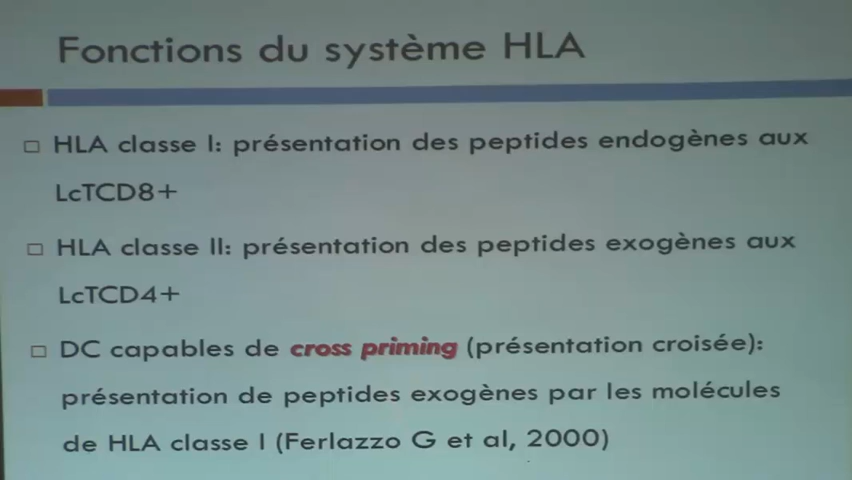 Fonctions du système HLA
HLA classe I: présentation des peptides endogènes aux
LcTCD8+
HLA classe II: présentation des peptides exogènes aux
LcTCD4+
DC capables de cross priming (présentation croisée):
présentation de peptides exogènes par les molécules
de HLA classe I (Ferlazzo G et al, 2000)